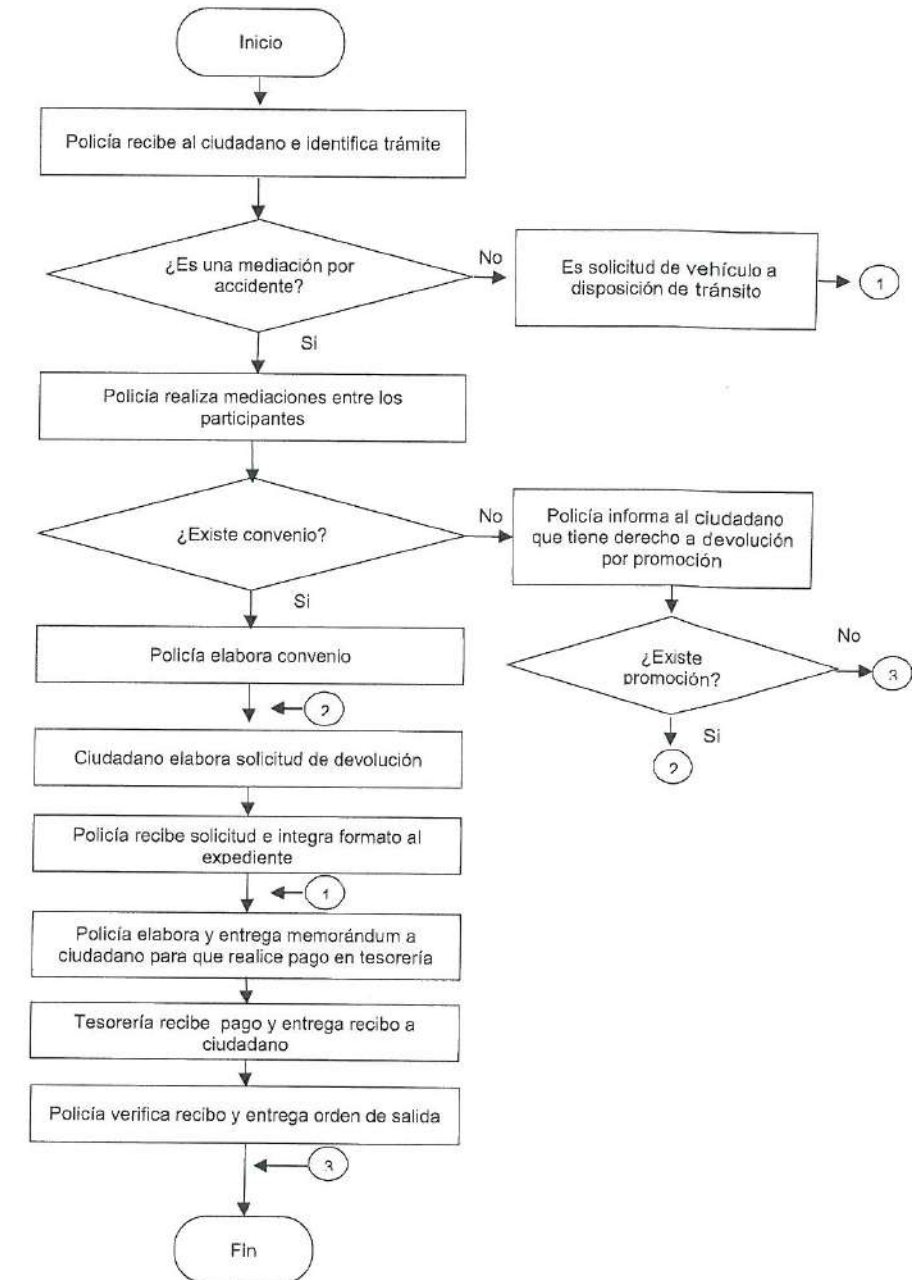 Inicio
Policía recibe al ciudadano e identifica trámite
¿Es una mediación por
accidente?
No
Es solicitud de vehículo a
disposición de tránsito
1
Si
Policía realiza mediaciones entre los
participantes
¿Existe convenio?
No
Policía informa al ciudadano
que tiene derecho a devolución
por promoción
Si
¿Existe
promoción?
No
3
Si
2
Policía elabora convenio
2
Ciudadano elabora solicitud de devolución
Policía recibe solicitud e integra formato al
expediente
1
Policía elabora y entrega memorándum a
ciudadano para que realice pago en tesorería
Tesorería recibe pago y entrega recibo a
ciudadano
Policía verifica recibo y entrega orden de salida
3
Fin